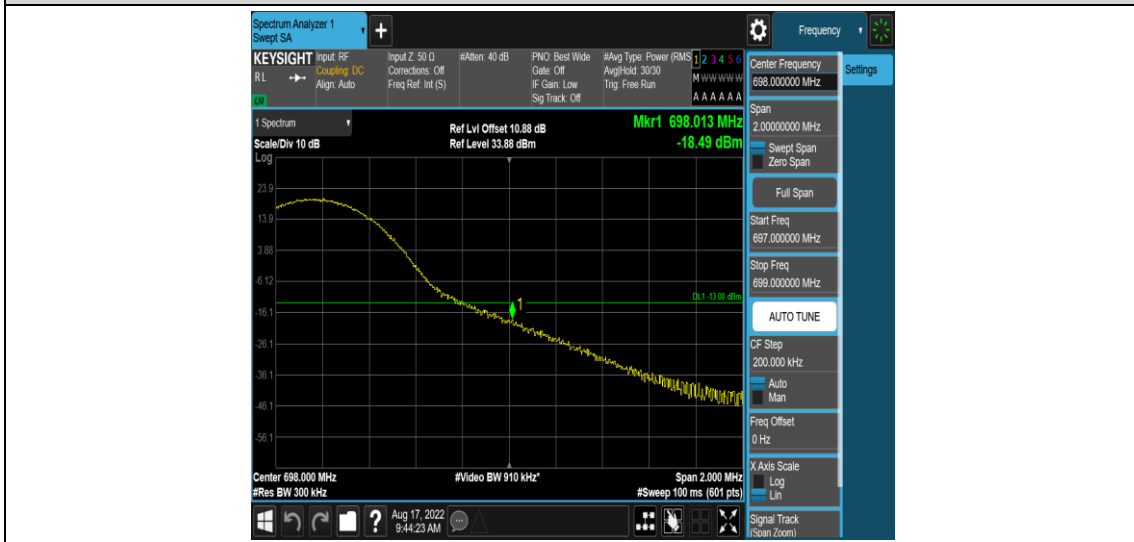 Spectrum Analyzer 1
Swept SA
+
Frequency
KEYSIGHT
RL
LXI
Input: RF
Coupling: DC
Align: Auto
Input Z: 50 Ω
Corrections: Off
Freq Ref: Int (S)
#Atten: 40 dB
PNO: Best Wide
Gate: Off
IF Gain: Low
Sig Track: Off
#Avg Type: Power (RMS
Avg|Hold: 30/30
Trig: Free Run
1 2 3 4 5 6
M W W W W W
A A A A A A
Center Frequency
698.000000 MHz
Settings
1 Spectrum
Scale/Div 10 dB
Log
Ref Lvl Offset 10.88 dB
Ref Level 33.88 dBm
Mkr1 698.013 MHz
-18.49 dBm
23.9
13.9
3.88
-6.12
-16.1
-26.1
-36.1
-46.1
-56.1
DL1 -13.00 dBm
1
Center 698.000 MHz
#Res BW 300 kHz
#Video BW 910 kHz*
Span 2.000 MHz
#Sweep 100 ms (601 pts)
Span
2.00000000 MHz
Swept Span
Zero Span
Full Span
Start Freq
697.000000 MHz
Stop Freq
699.000000 MHz
AUTO TUNE
CF Step
200.000 kHz
Auto
Man
Freq Offset
0 Hz
X Axis Scale
Log
Lin
Signal Track
(Span Zoom)
?
Aug 17, 2022
9:44:23 AM